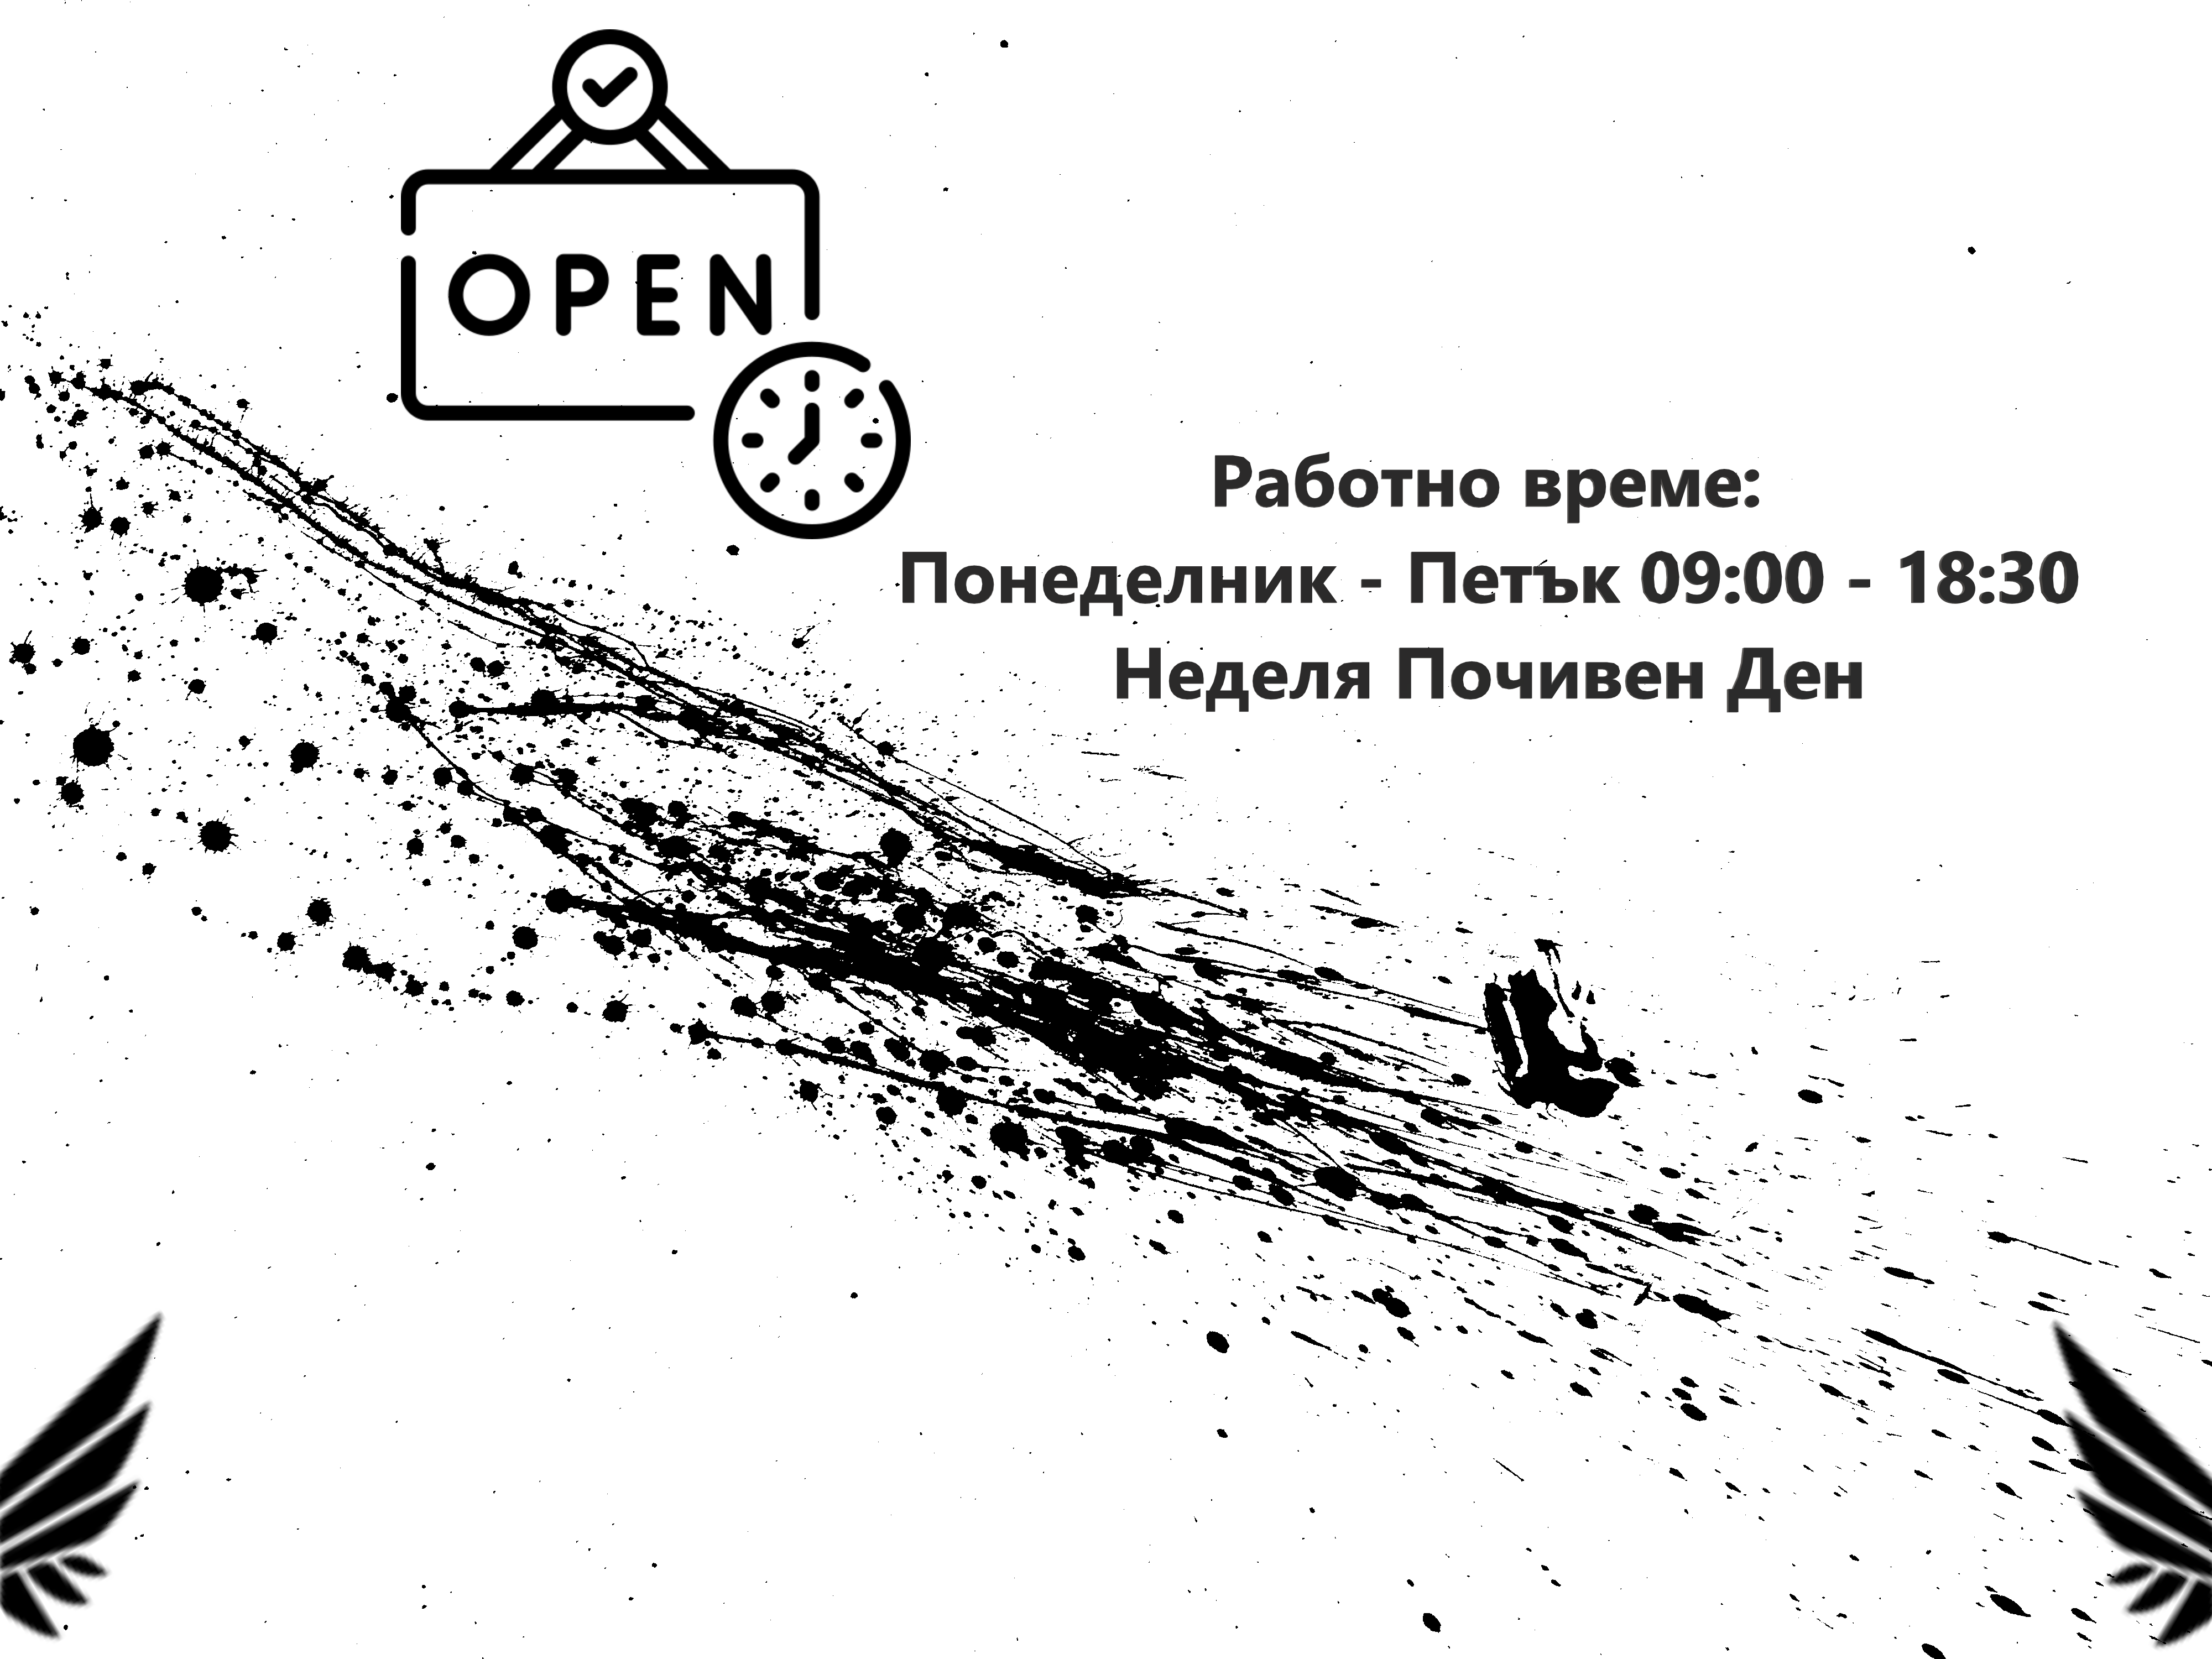 OPEN
Работно време:
Понеделник - Петък 09:00 - 18:30
Неделя Почивен Ден